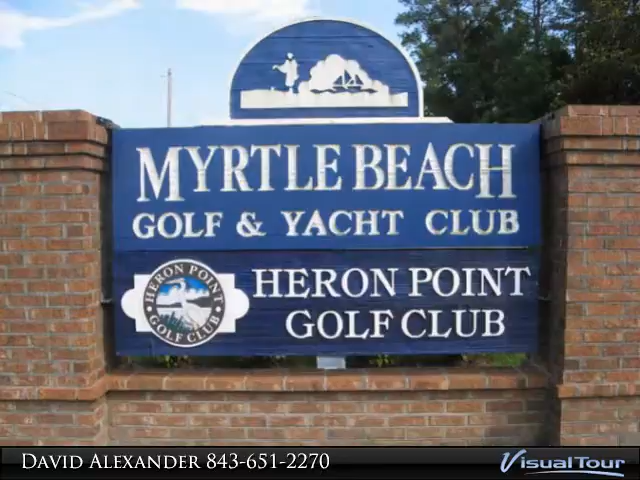 MYRTLE BEACH
GOLF & YACHT CLUB
HERON POINT
GOLF CLUB
HERON POINT
GOLF CLUB
DAVID ALEXANDER 843-651-2270
VISUALTOUR